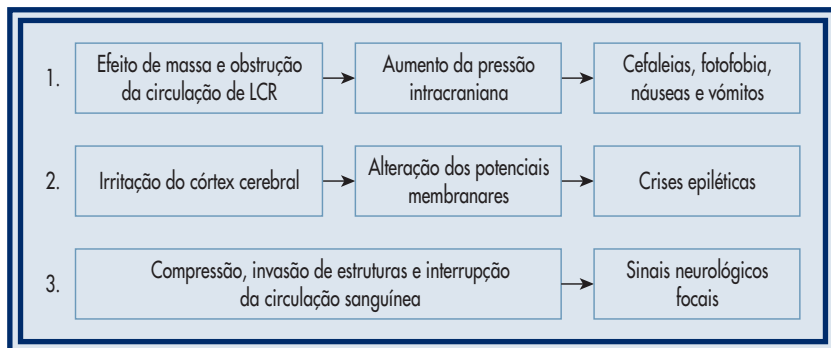 1.
Efeito de massa e obstrução
da circulação de LCR
Aumento da pressão
intracraniana
Cefaleias, fotofobia,
náuseas e vómitos
2.
Irritação do córtex cerebral
Alteração dos potenciais
membranares
Crises epiléticas
3.
Compressão, invasão de estruturas e interrupção
da circulação sanguínea
Sinais neurológicos
focais